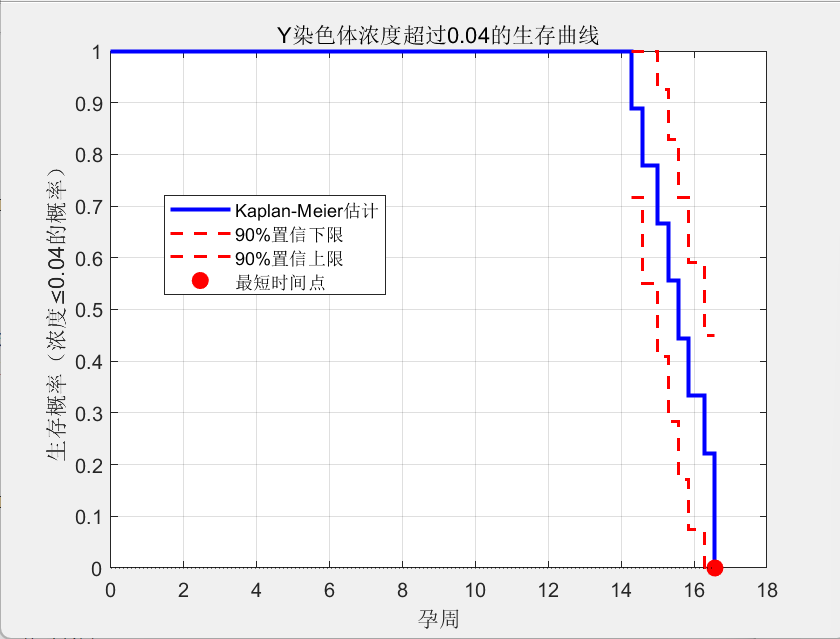 Y染色体浓度超过0.04的生存曲线
生存概率（浓度≤0.04的概率）
1
0.9
0.8
0.7
0.6
0.5
0.4
0.3
0.2
0.1
0
Kaplan-Meier估计
90%置信下限
90%置信上限
最短时间点
0 2 4 6 8 10 12 14 16 18
孕周